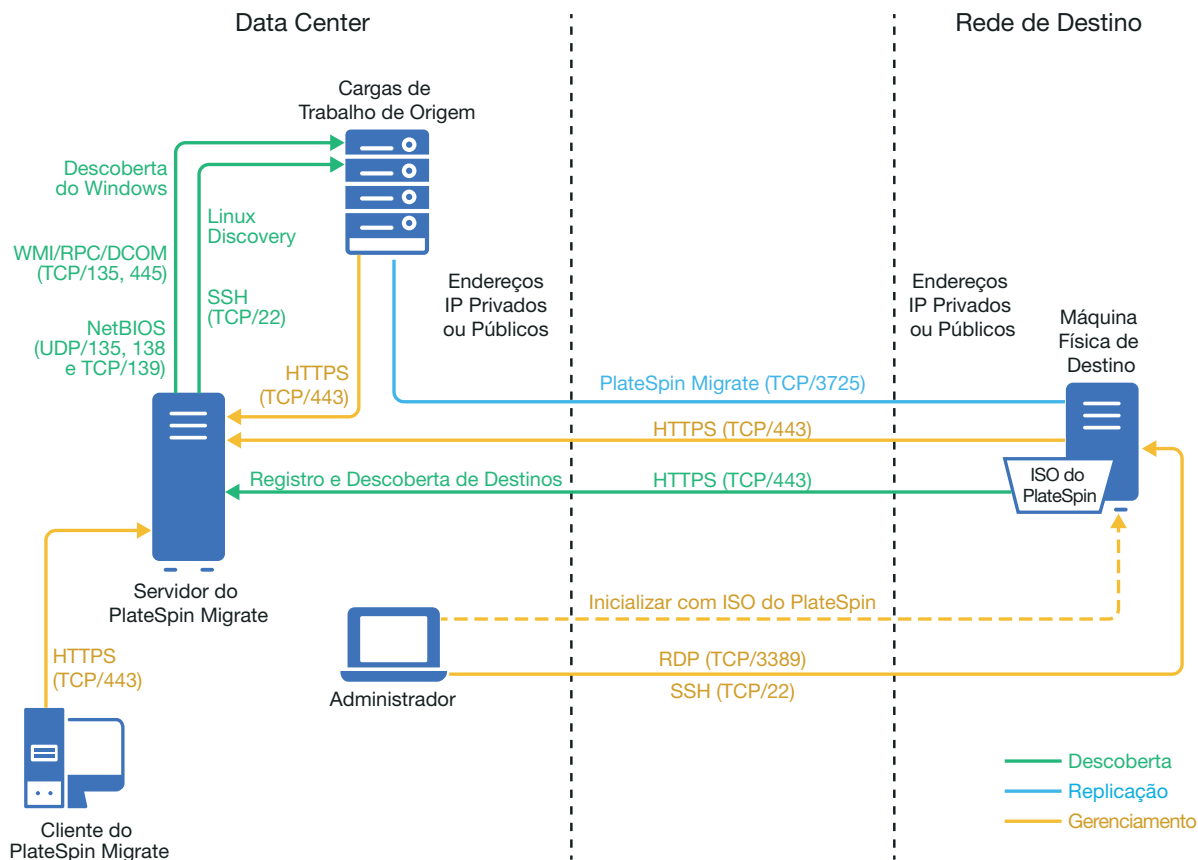 Data Center
Rede de Destino
Cargas de
Trabalho de Origem
Descoberta
do Windows
Linux
Discovery
WMI/RPC/DCOM
(TCP/135, 445)
SSH
(TCP/22)
NetBIOS
(UDP/135, 138
e TCP/139)
Endereços
IP Privados
ou Públicos
Endereços
IP Privados
ou Públicos
Máquina
Física de
Destino
HTTPS
(TCP/443)
PlateSpin Migrate (TCP/3725)
HTTPS (TCP/443)
Registro e Descoberta de Destinos
HTTPS (TCP/443)
ISO do
PlateSpin
Servidor do
PlateSpin Migrate
Inicializar com ISO do PlateSpin
HTTPS
(TCP/443)
RDP (TCP/3389)
SSH (TCP/22)
Administrador
Cliente do
PlateSpin Migrate
Descoberta
Replicação
Gerenciamento